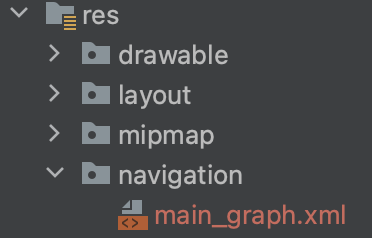 res
drawable
layout
mipmap
navigation
main_graph.xml